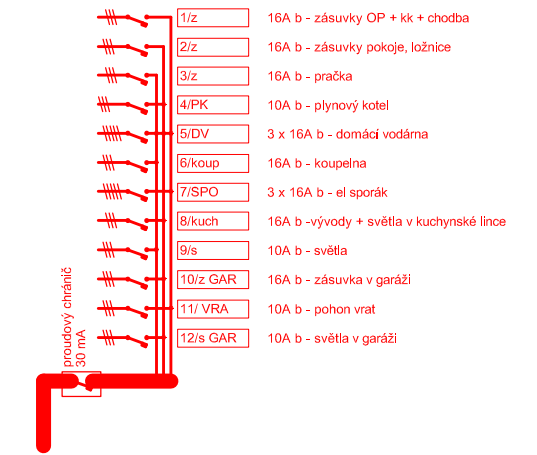 1/z 16A b - zásuvky OP + kk + chodba
2/z 16A b - zásuvky pokoje, ložnice
3/z 16A b - pračka
4/PK 10A b - plynový kotel
5/DV 3 x 16A b - domácí vodárna
6/koup 16A b - koupelna
7/SPO 3 x 16A b - el sporák
8/kuch 16A b -vývody + světla v kuchynské lince
9/s 10A b - světla
10/z GAR 16A b - zásuvka v garáži
11/ VRA 10A b - pohon vrat
12/s GAR 10A b - světla v garáži
proudový chránič
30 mA